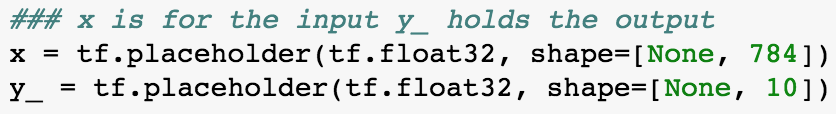 ### x is for the input y_ holds the output
x = tf.placeholder(tf.float32, shape=[None, 784])
y_ = tf.placeholder(tf.float32, shape=[None, 10])